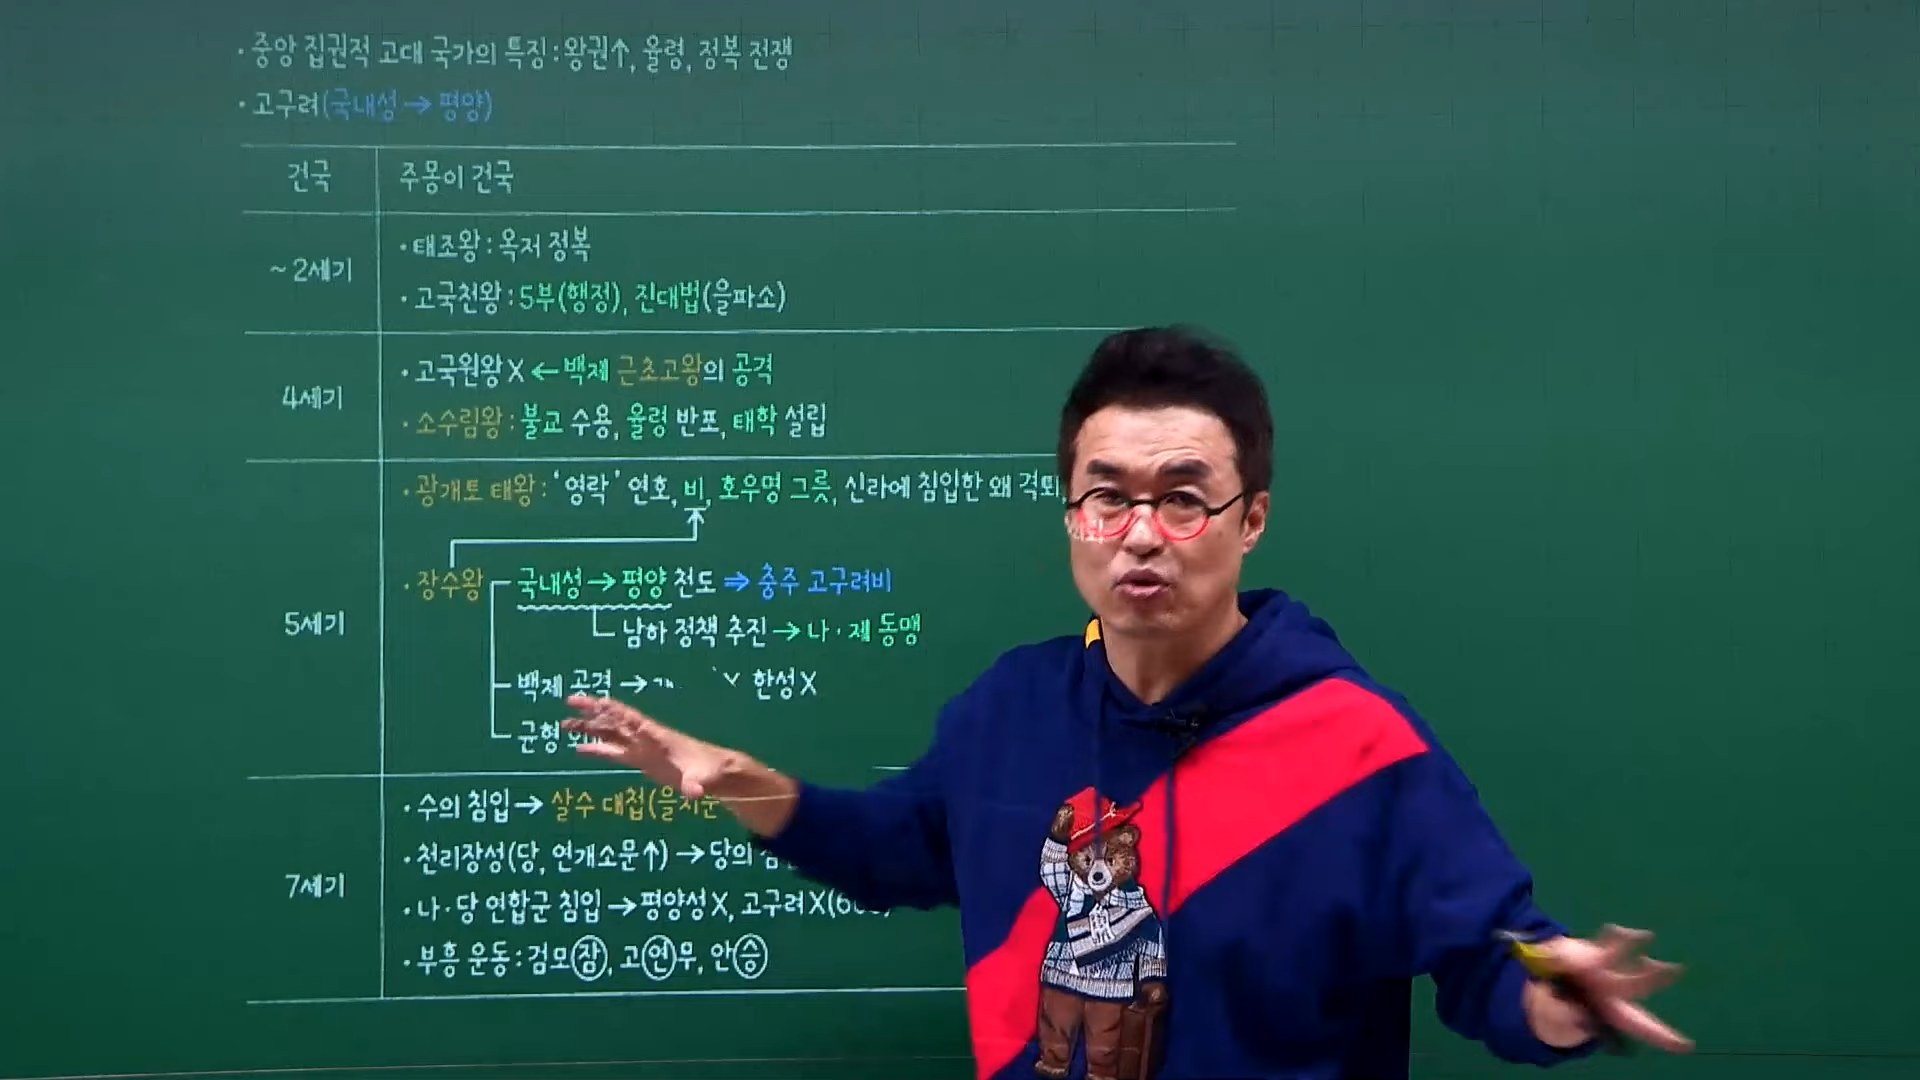 · 중앙 집권적 고대 국가의 특징 : 왕권↑, 율령, 정복 전쟁
· 고구려(국내성 → 평양)
건국 주몽이 건국
~ 2세기
· 태조왕 : 옥저 정복
· 고국천왕 : 5부(행정), 진대법(을파소)
4세기
· 고국원왕 X ← 백제 근초고왕의 공격
· 소수림왕 : 불교 수용, 율령 반포, 태학 설립
5세기
· 광개토 태왕 : ‘영락’ 연호, 비, 호우명 그릇, 신라에 침입한 왜 격퇴,
· 장수왕 국내성 → 평양 천도 ⇒ 충주 고구려비
남하 정책 추진 → 나 · 제 동맹
백제 공격 → 한성 X
균형
7세기
· 수의 침입 → 살수 대첩(을지문
· 천리장성(당, 연개소문↑) → 당의
· 나 · 당 연합군 침입 → 평양성 X, 고구려 X(6
· 부흥 운동 : 검모잠, 고연무, 안승